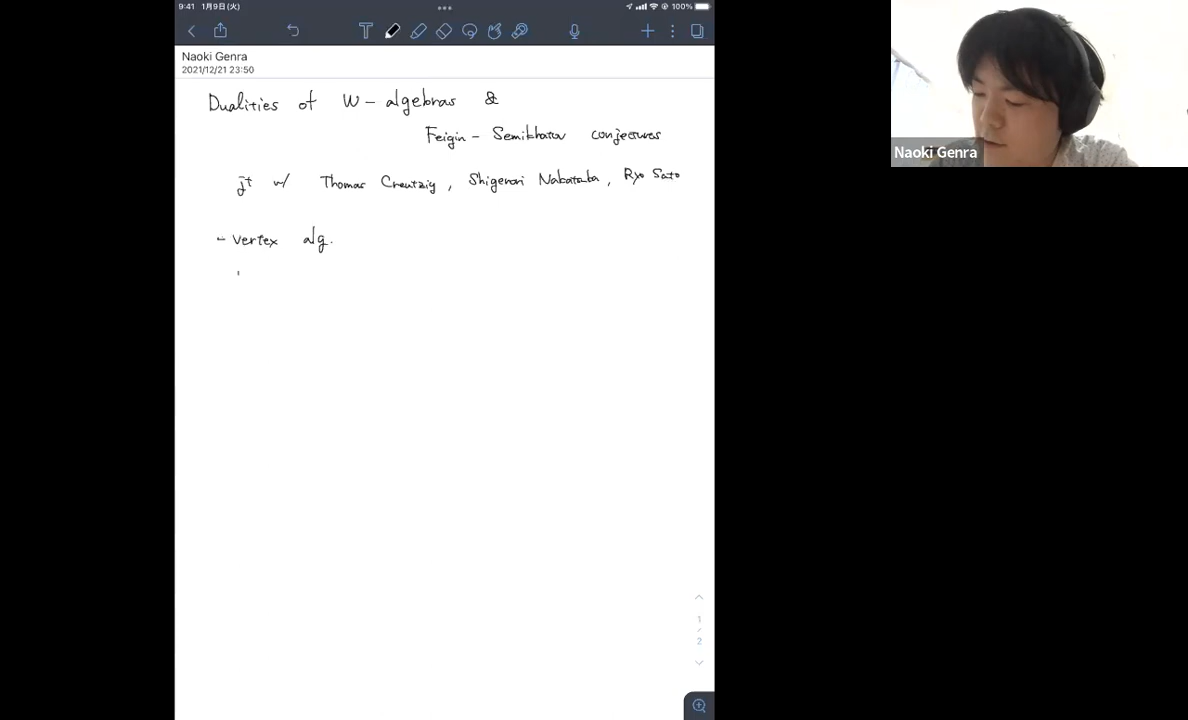 9:41 1月9日(火)
100%
Naoki Genra
2021/12/21 23:50
Dualities of W-algebras &
Feigin-Semikhatov conjectures
jt w/ Thomas Creutzig, Shigenori Nakatsuka, Ryo Sato
- vertex alg.
1
2
Naoki Genra